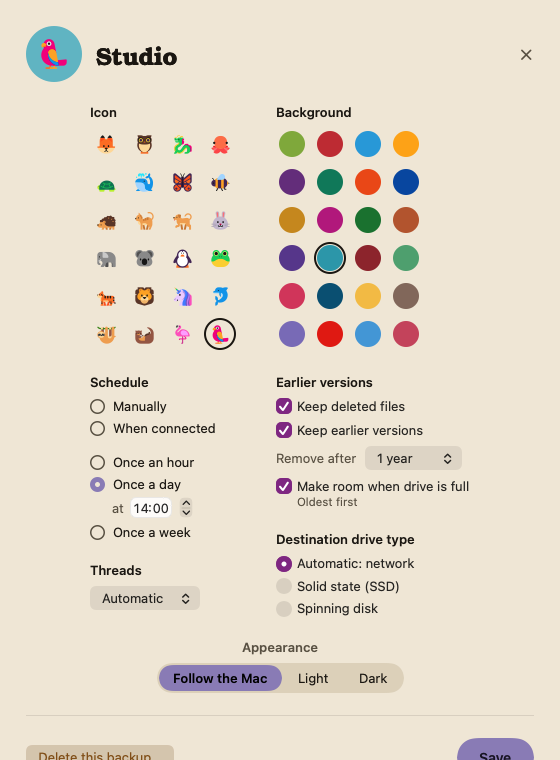 Studio
Icon
Background
Schedule
Manually
When connected
Once an hour
Once a day
at 14:00
Once a week
Threads
Automatic
Earlier versions
Keep deleted files
Keep earlier versions
Remove after 1 year
Make room when drive is full
Oldest first
Destination drive type
Automatic: network
Solid state (SSD)
Spinning disk
Appearance
Follow the Mac Light Dark
Delete this backup...
Save